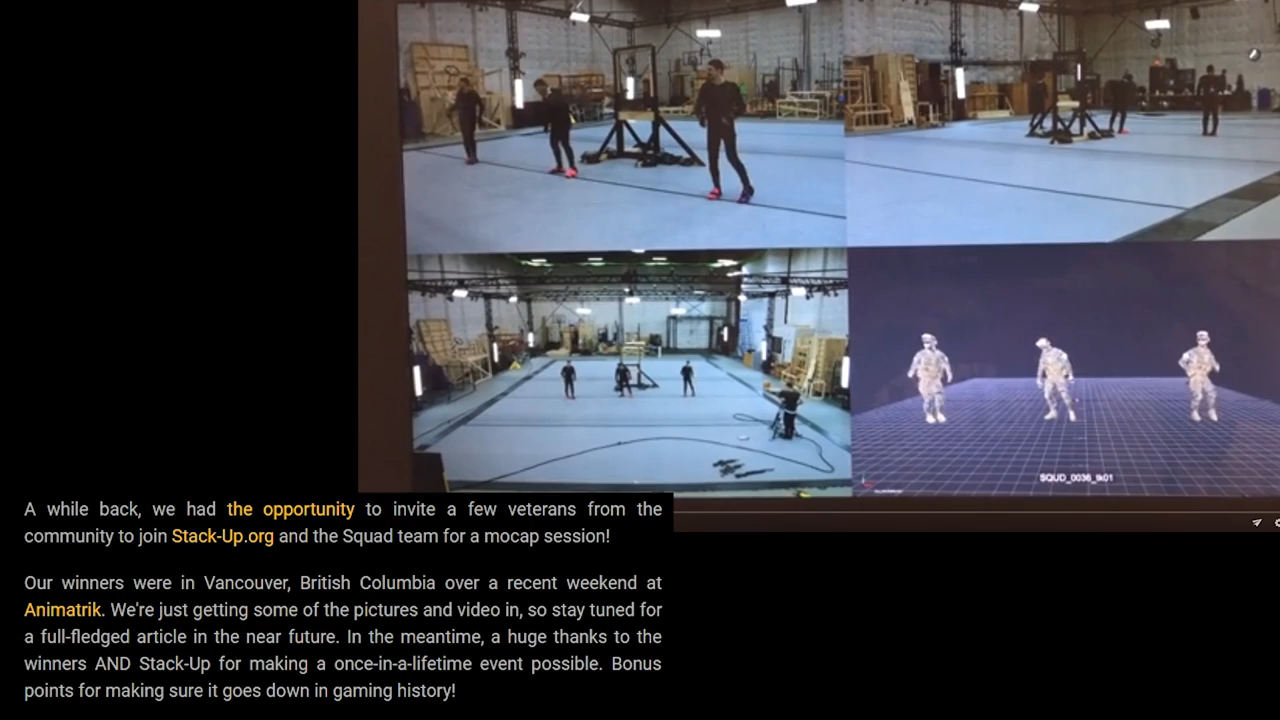 SQUD_0036_tk01
A while back, we had the opportunity to invite a few veterans from the
community to join Stack-Up.org and the Squad team for a mocap session!
Our winners were in Vancouver, British Columbia over a recent weekend at
Animatrik. We're just getting some of the pictures and video in, so stay tuned for
a full-fledged article in the near future. In the meantime, a huge thanks to the
winners AND Stack-Up for making a once-in-a-lifetime event possible. Bonus
points for making sure it goes down in gaming history!